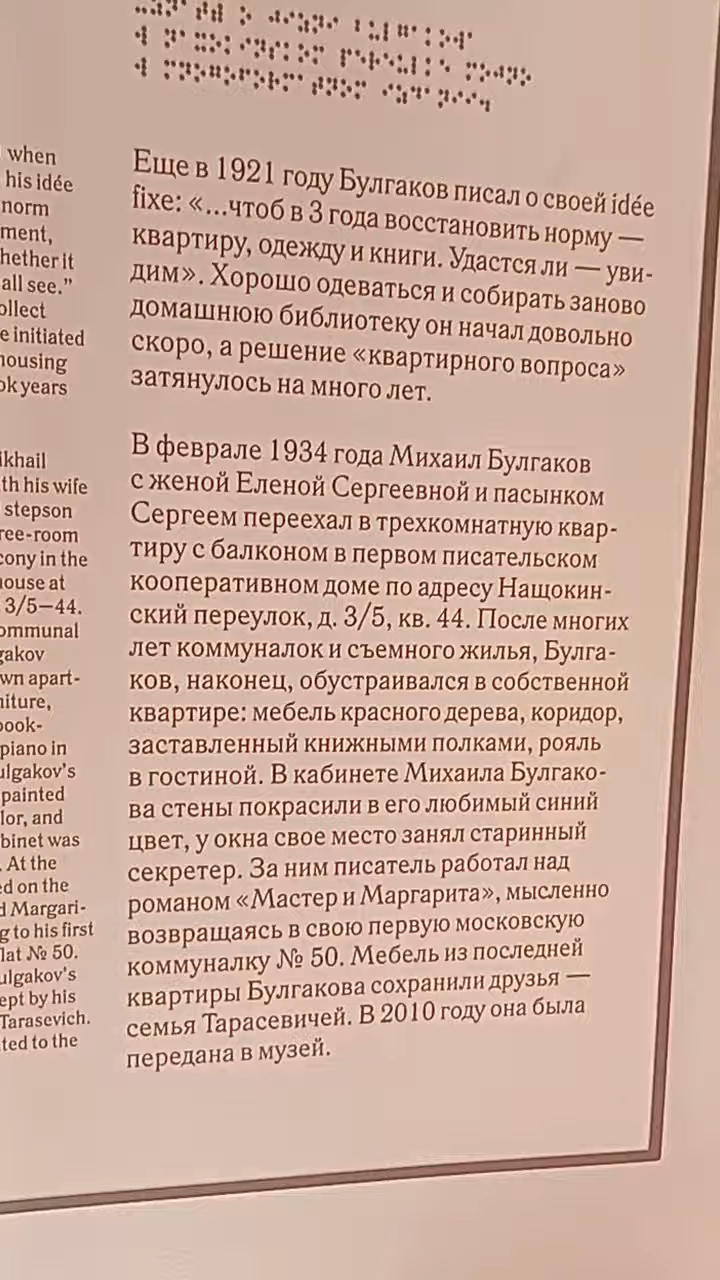 when
his idée
norm
ment,
hether it
all see.”
ollect
e initiated
housing
ok years
ikhail
th his wife
stepson
ree-room
cony in the
house at
3/5–44.
ommunal
gakov
wn apart-
niture,
book-
piano in
ulgakov’s
painted
lor, and
binet was
. At the
ed on the
d Margari-
g to his first
lat № 50.
ulgakov’s
ept by his
Tarasevich.
ted to the
Еще в 1921 году Булгаков писал о своей idée
fixe: «...чтоб в 3 года восстановить норму —
квартиру, одежду и книги. Удастся ли — уви-
дим». Хорошо одеваться и собирать заново
домашнюю библиотеку он начал довольно
скоро, а решение «квартирного вопроса»
затянулось на много лет.
В феврале 1934 года Михаил Булгаков
с женой Еленой Сергеевной и пасынком
Сергеем переехал в трехкомнатную квар-
тиру с балконом в первом писательском
кооперативном доме по адресу Нащокин-
ский переулок, д. 3/5, кв. 44. После многих
лет коммуналок и съемного жилья, Булга-
ков, наконец, обустраивался в собственной
квартире: мебель красного дерева, коридор,
заставленный книжными полками, рояль
в гостиной. В кабинете Михаила Булгако-
ва стены покрасили в его любимый синий
цвет, у окна свое место занял старинный
секретер. За ним писатель работал над
романом «Мастер и Маргарита», мысленно
возвращаясь в свою первую московскую
коммуналку № 50. Мебель из последней
квартиры Булгакова сохранили друзья —
семья Тарасевичей. В 2010 году она была
передана в музей.